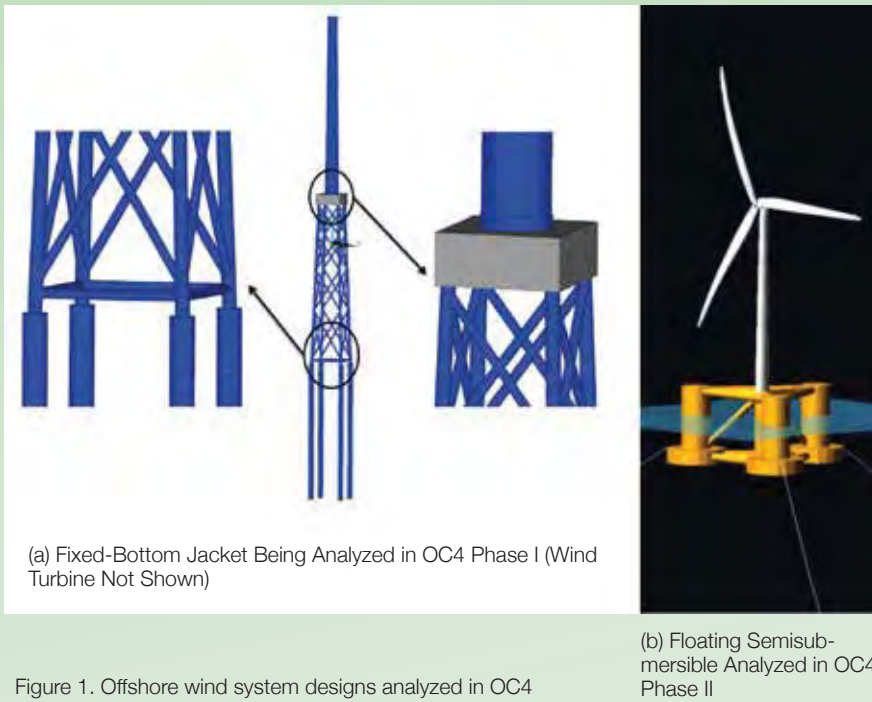 (a) Fixed-Bottom Jacket Being Analyzed in OC4 Phase I (Wind
Turbine Not Shown)
(b) Floating Semisub-
mersible Analyzed in OC4
Phase II
Figure 1. Offshore wind system designs analyzed in OC4